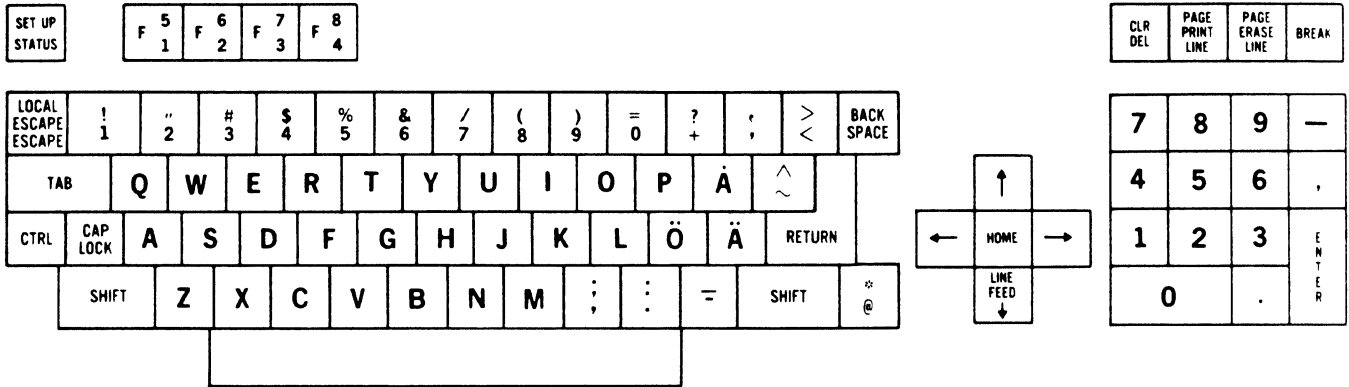 SET UP STATUS F 5 1 F 6 2 F 7 3 F 8 4 CLR DEL PAGE PRINT LINE PAGE ERASE LINE BREAK
LOCAL ESCAPE ESCAPE ! 1 " 2 # 3 $ 4 % 5 & 6 / 7 ( 8 ) 9 = 0 ? + ‛ ’ > < BACK SPACE 7 8 9 —
TAB Q W E R T Y U I O P Å ^ ~ ↑ 4 5 6 ,
CTRL CAP LOCK A S D F G H J K L Ö Ä RETURN ← HOME → 1 2 3 ENTER
SHIFT Z X C V B N M ; , : . _ - SHIFT * @ LINE FEED ↓ 0 .